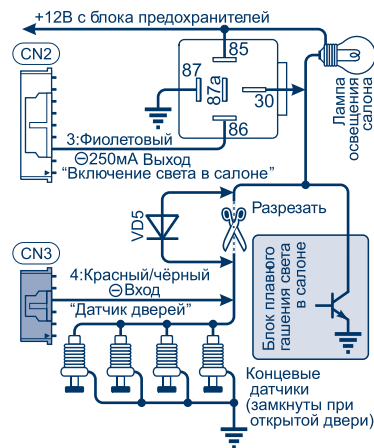 +12В с блока предохранителей
CN2
85
87
87a
30
86
Лампа
освещения
салона
3:Фиолетовый
⊖250мА Выход
“Включение света в салоне”
VD5
Разрезать
CN3
4:Красный/чёрный
⊖Вход
“Датчик дверей”
Блок плавного
гашения света
в салоне
Концевые
датчики
(замкнуты при
открытой двери)